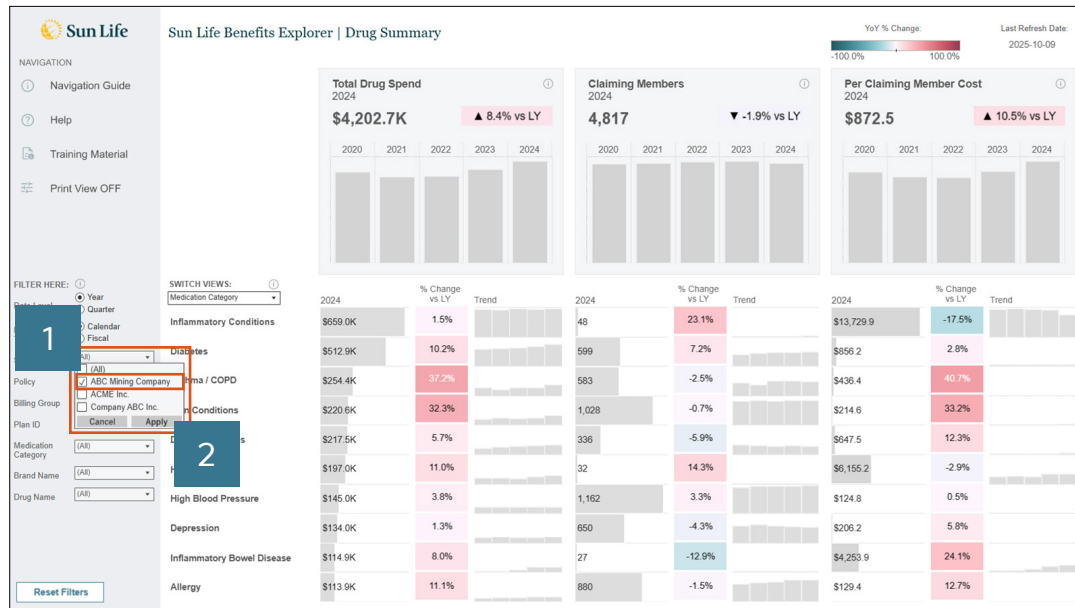 Sun Life
Sun Life Benefits Explorer | Drug Summary
YoY % Change:
-100.0% 100.0%
Last Refresh Date:
2025-10-09
NAVIGATION
Navigation Guide
Help
Training Material
Print View OFF
Total Drug Spend
2024
$4,202.7K
▲ 8.4% vs LY
2020 2021 2022 2023 2024
Claiming Members
2024
4,817
▼ -1.9% vs LY
2020 2021 2022 2023 2024
Per Claiming Member Cost
2024
$872.5
▲ 10.5% vs LY
2020 2021 2022 2023 2024
FILTER HERE:
Year
Quarter
Calendar
Fiscal
1
(All)
ABC Mining Company
ACME Inc.
Company ABC Inc.
Cancel Apply
2
Policy
Billing Group
Plan ID
Medication Category (All)
Brand Name (All)
Drug Name (All)
Reset Filters
SWITCH VIEWS:
Medication Category
2024 % Change vs LY Trend 2024 % Change vs LY Trend 2024 % Change vs LY Trend
Inflammatory Conditions $659.0K 1.5% 48 23.1% $13,729.9 -17.5%
Diabetes $512.9K 10.2% 599 7.2% $856.2 2.8%
ma / COPD $254.4K 37.2% 583 -2.5% $436.4 40.7%
Conditions $220.6K 32.3% 1,028 -0.7% $214.6 33.2%
$217.5K 5.7% 336 -5.9% $647.5 12.3%
$197.0K 11.0% 32 14.3% $6,155.2 -2.9%
High Blood Pressure $145.0K 3.8% 1,162 3.3% $124.8 0.5%
Depression $134.0K 1.3% 650 -4.3% $206.2 5.8%
Inflammatory Bowel Disease $114.9K 8.0% 27 -12.9% $4,253.9 24.1%
Allergy $113.9K 11.1% 880 -1.5% $129.4 12.7%